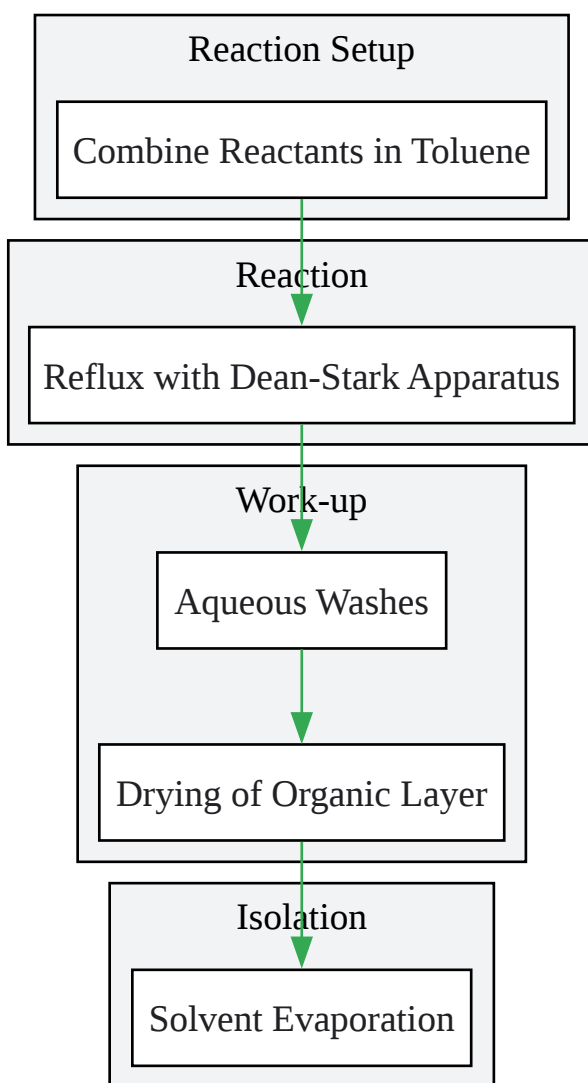 Reaction Setup
Combine Reactants in Toluene
Reaction
Reflux with Dean-Stark Apparatus
Work-up
Aqueous Washes
Drying of Organic Layer
Isolation
Solvent Evaporation